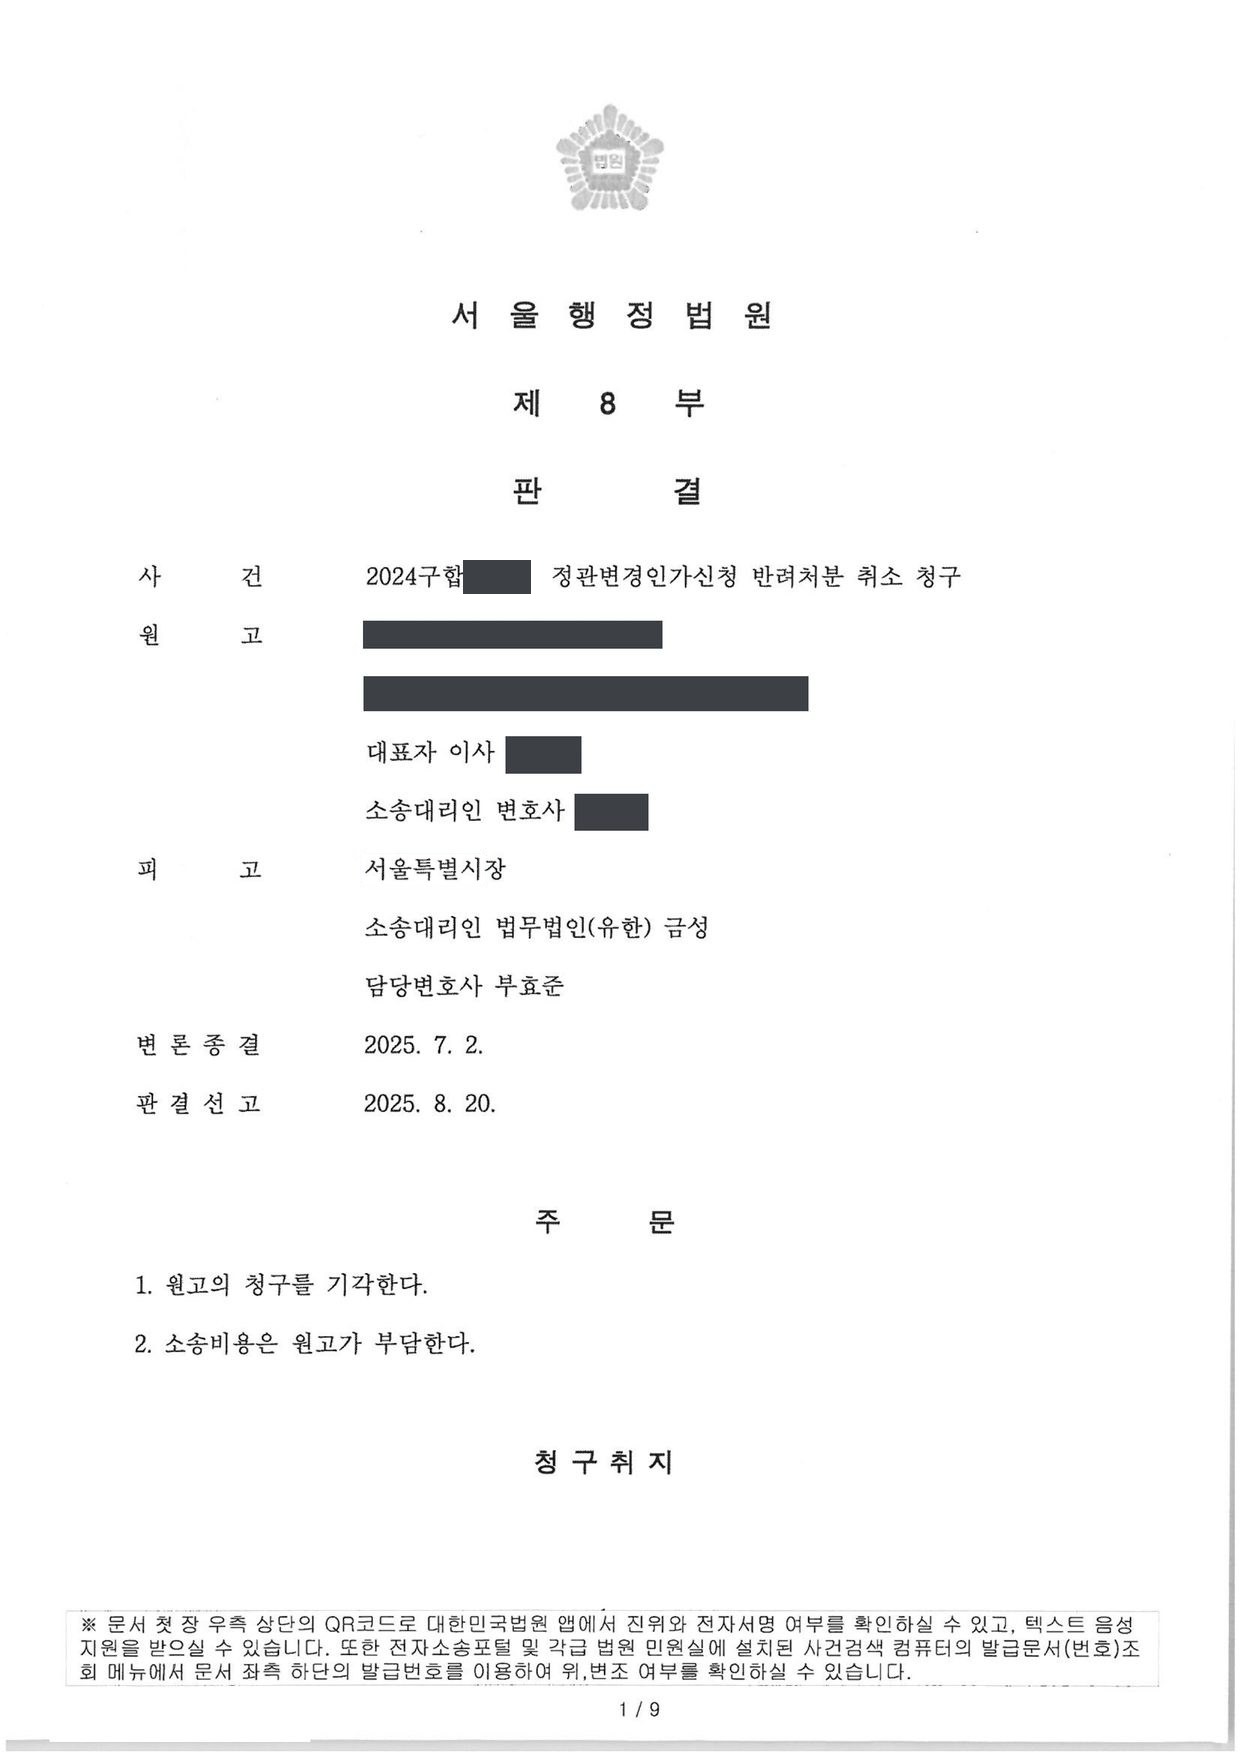 법원
서 울 행 정 법 원
제 8 부
판 결
사 건 2024구합 정관변경인가신청 반려처분 취소 청구
원 고
대표자 이사
소송대리인 변호사
피 고 서울특별시장
소송대리인 법무법인(유한) 금성
담당변호사 부효준
변 론 종 결 2025. 7. 2.
판 결 선 고 2025. 8. 20.
주 문
1. 원고의 청구를 기각한다.
2. 소송비용은 원고가 부담한다.
청 구 취 지
※ 문서 첫 장 우측 상단의 QR코드로 대한민국법원 앱에서 진위와 전자서명 여부를 확인하실 수 있고, 텍스트 음성
지원을 받으실 수 있습니다. 또한 전자소송포털 및 각급 법원 민원실에 설치된 사건검색 컴퓨터의 발급문서(번호)조
회 메뉴에서 문서 좌측 하단의 발급번호를 이용하여 위,변조 여부를 확인하실 수 있습니다.
1 / 9